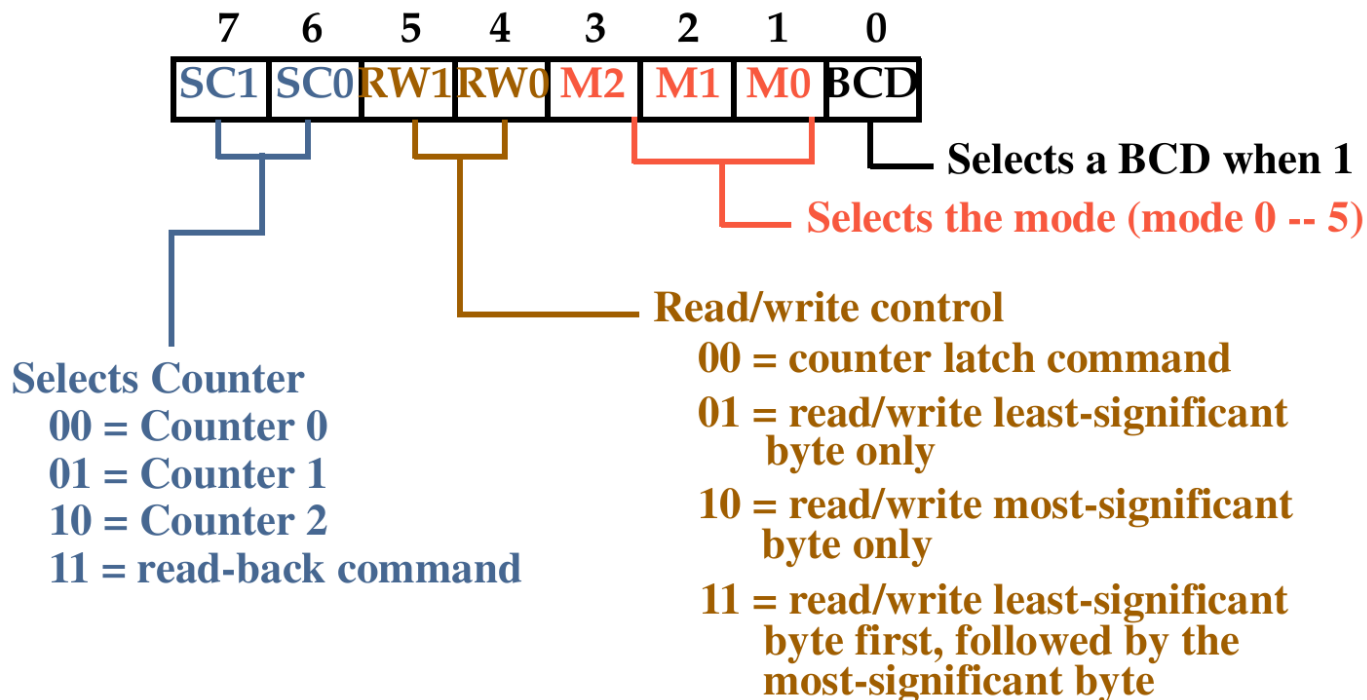 7 6 5 4 3 2 1 0
SC1 SC0 RW1 RW0 M2 M1 M0 BCD
Selects a BCD when 1
Selects the mode (mode 0 -- 5)
Read/write control
00 = counter latch command
01 = read/write least-significant
byte only
10 = read/write most-significant
byte only
11 = read/write least-significant
byte first, followed by the
most-significant byte
Selects Counter
00 = Counter 0
01 = Counter 1
10 = Counter 2
11 = read-back command